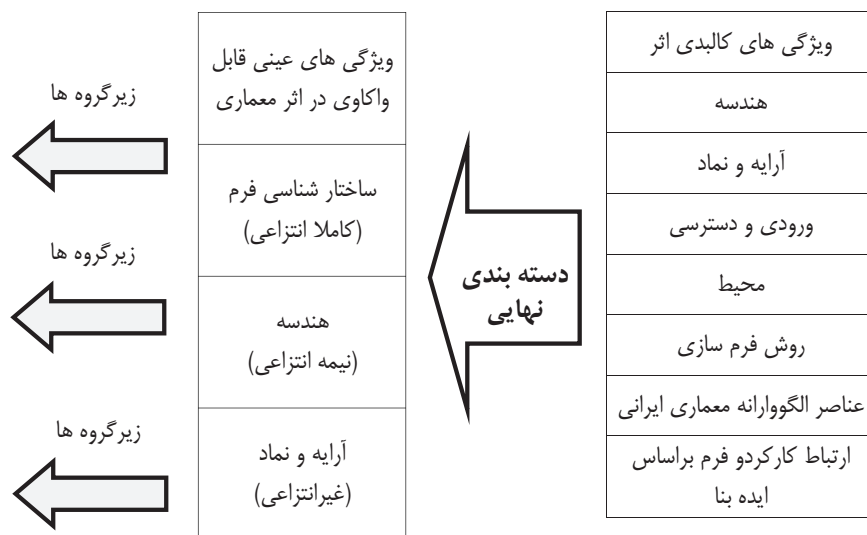 ویژگی های کالبدی اثر
هندسه
آرایه و نماد
ورودی و دسترسی
محیط
روش فرم سازی
عناصر الگووارانه معماری ایرانی
ارتباط کارکردو فرم براساس
ایده بنا
دسته بندی
نهایی
ویژگی های عینی قابل
واکاوی در اثر معماری
ساختار شناسی فرم
(کاملا انتزاعی)
هندسه
(نیمه انتزاعی)
آرایه و نماد
(غیرانتزاعی)
زیرگروه ها
زیرگروه ها
زیرگروه ها